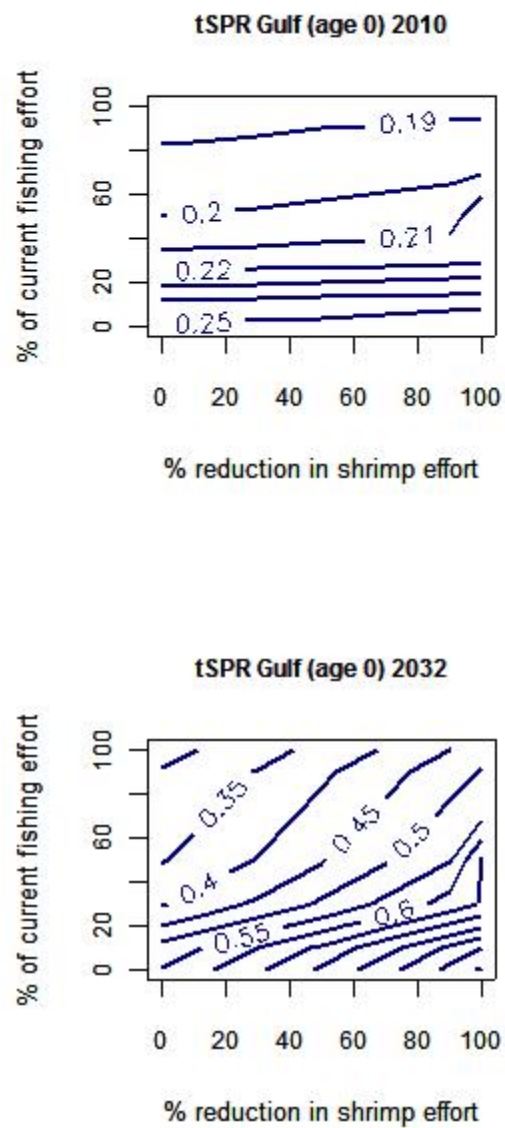 tSPR Gulf (age 0) 2010
% of current fishing effort
100
60
20
0
0.19
0.2
0.21
0.22
0.25
0 20 40 60 80 100
% reduction in shrimp effort
tSPR Gulf (age 0) 2032
% of current fishing effort
100
60
20
0
0.35
0.45
0.5
0.4
0.6
0.55
0 20 40 60 80 100
% reduction in shrimp effort